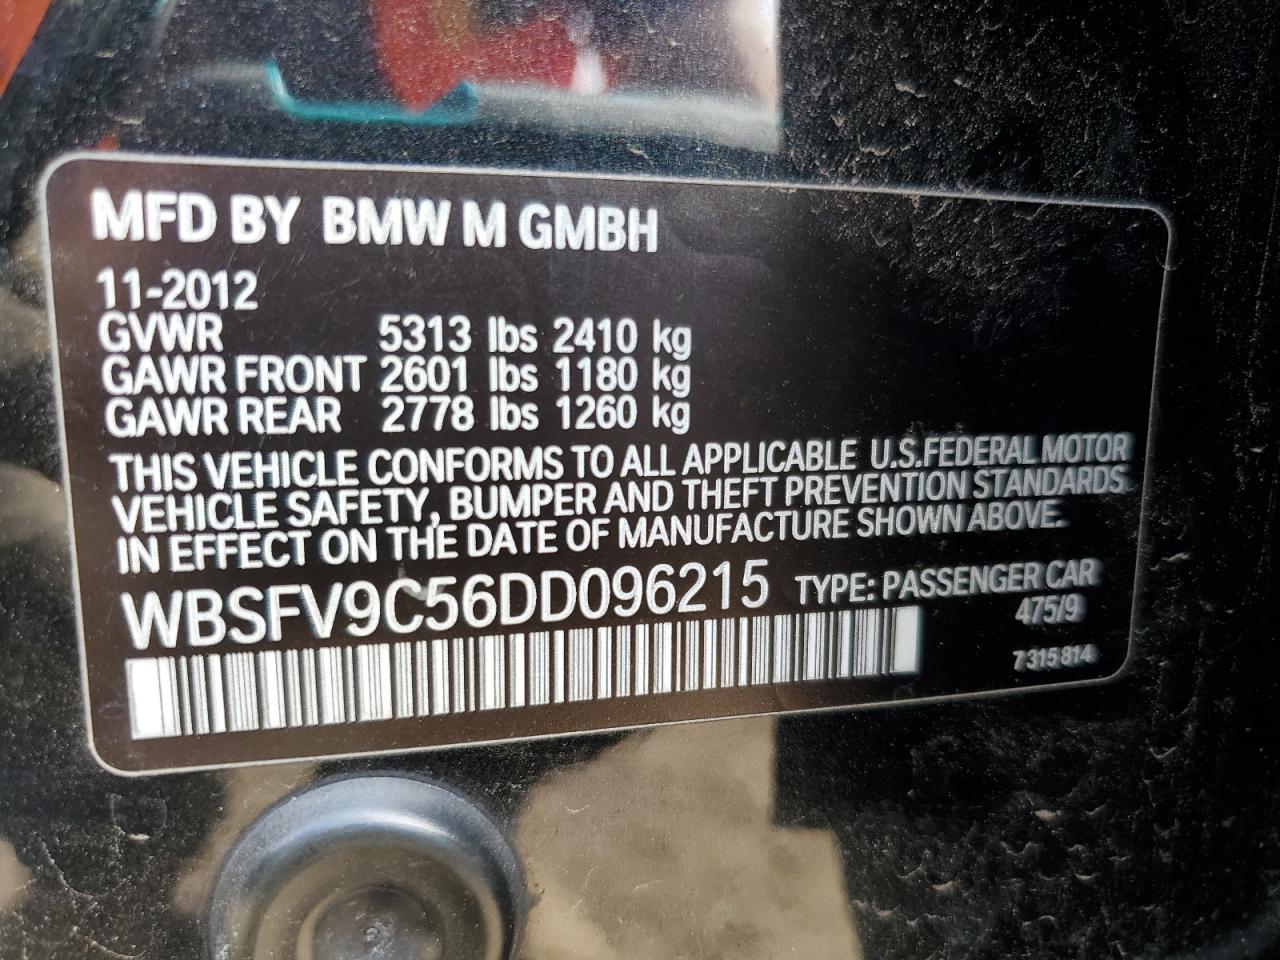 MFD BY BMW M GMBH
11-2012
GVWR 5313 lbs 2410 kg
GAWR FRONT 2601 lbs 1180 kg
GAWR REAR 2778 lbs 1260 kg
THIS VEHICLE CONFORMS TO ALL APPLICABLE U.S.FEDERAL MOTOR
VEHICLE SAFETY, BUMPER AND THEFT PREVENTION STANDARDS
IN EFFECT ON THE DATE OF MANUFACTURE SHOWN ABOVE.
WBSFV9C56DD096215 TYPE: PASSENGER CAR
475/9
7 315 814